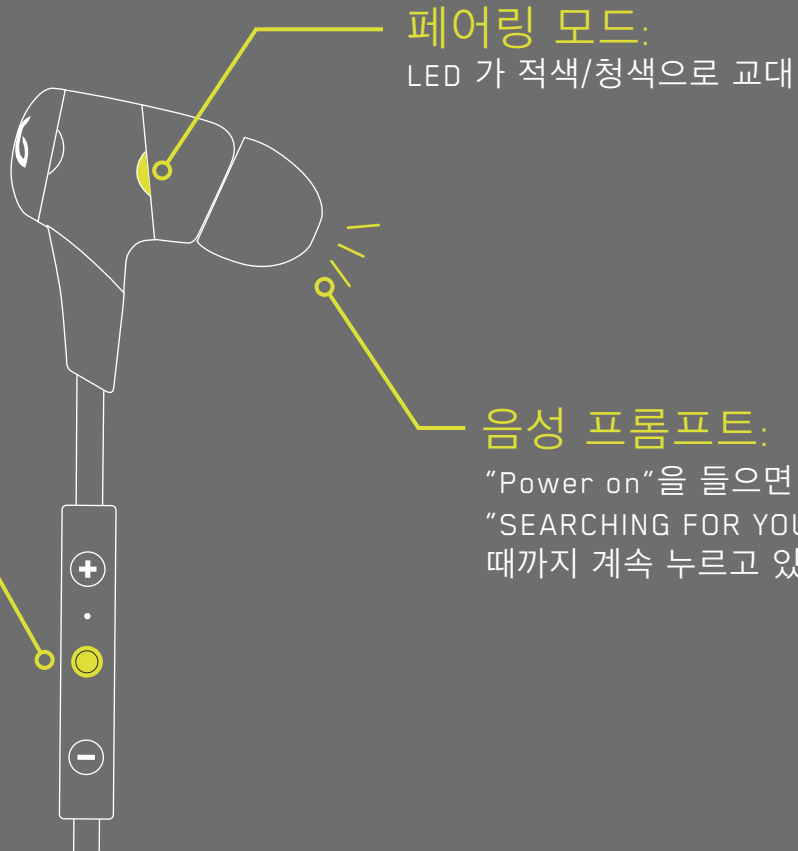 페어링 모드:
LED 가 적색/청색으로 교대
음성 프롬프트:
“Power on”을 들으면
“SEARCHING FOR YOU
때까지 계속 누르고 있